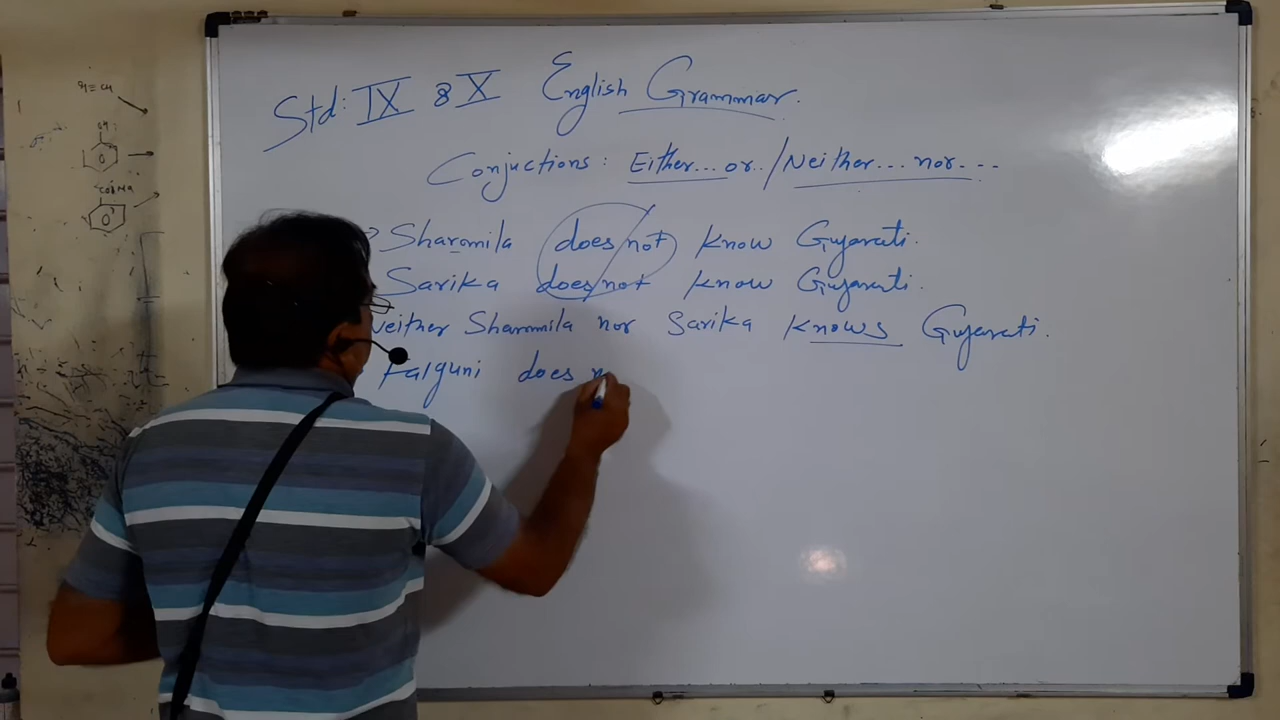 Std: IX & X English Grammar.
Conjuctions: Either... or../Neither... nor...
Sharmila does not know Gujarati.
Sarika does not know Gujarati.
Neither Sharmila nor Sarika knows Gujarati.
Falguni does n